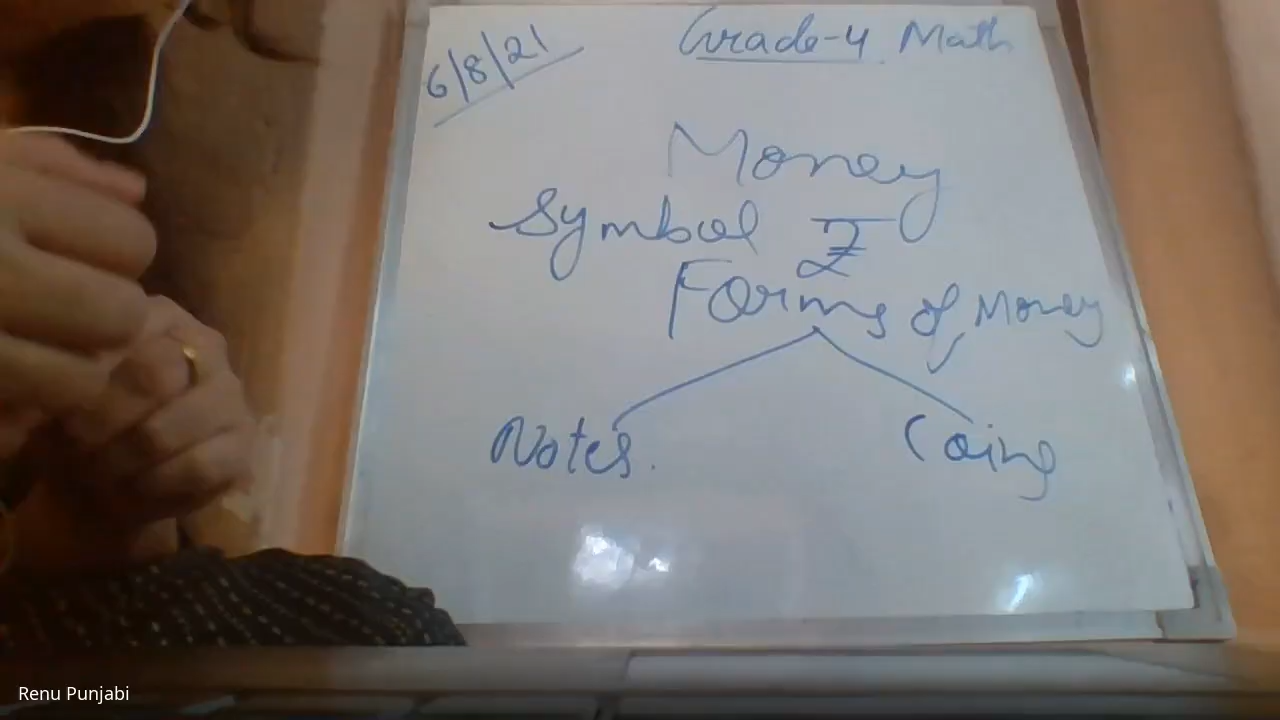 6/8/21
Grade-4 Math
Money
Symbol ₹
Forms of Money
Notes. Coins
Renu Punjabi